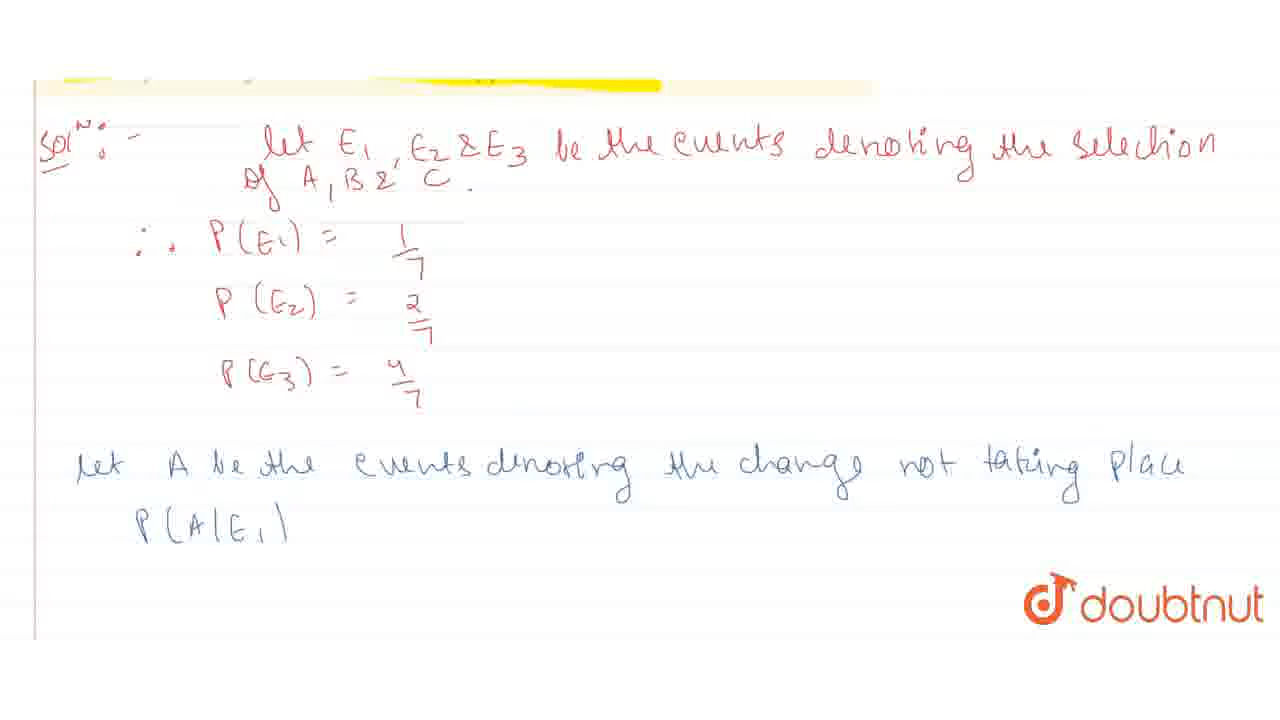 Solⁿ: - let E1, E2 & E3 be the events denoting the selection
of A, B & C.
∴ P(E1) = 1/7
P(E2) = 2/7
P(E3) = 4/7
let A be the events denoting the change not taking place
P(A|E1)
doubtnut